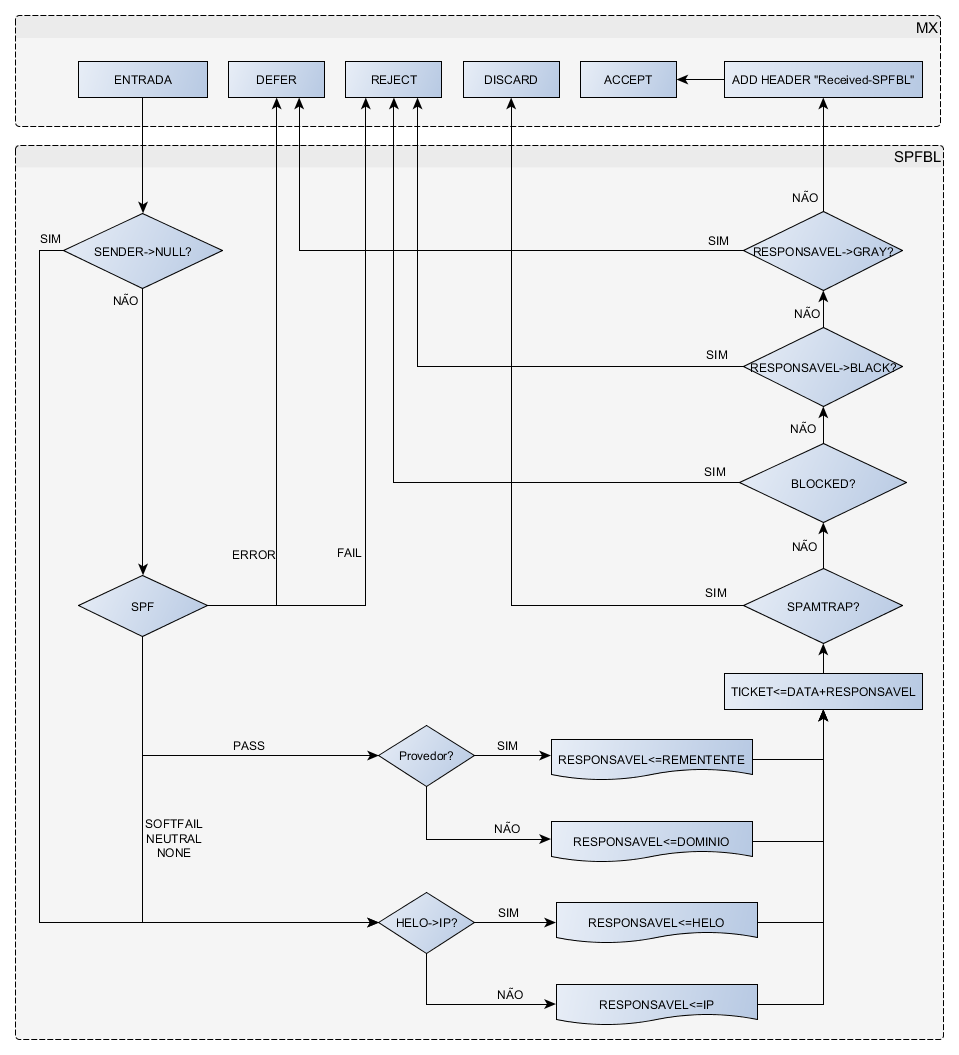 MX
ENTRADA
DEFER
REJECT
DISCARD
ACCEPT
ADD HEADER "Received-SPFBL"
SPFBL
NÃO
SIM
SENDER->NULL?
SIM
RESPONSAVEL->GRAY?
NÃO
NÃO
SIM
RESPONSAVEL->BLACK?
NÃO
SIM
BLOCKED?
ERROR
FAIL
NÃO
SPF
SIM
SPAMTRAP?
TICKET<=DATA+RESPONSAVEL
PASS
Provedor?
SIM
RESPONSAVEL<=REMENTENTE
SOFTFAIL
NEUTRAL
NONE
NÃO
RESPONSAVEL<=DOMINIO
HELO->IP?
SIM
RESPONSAVEL<=HELO
NÃO
RESPONSAVEL<=IP